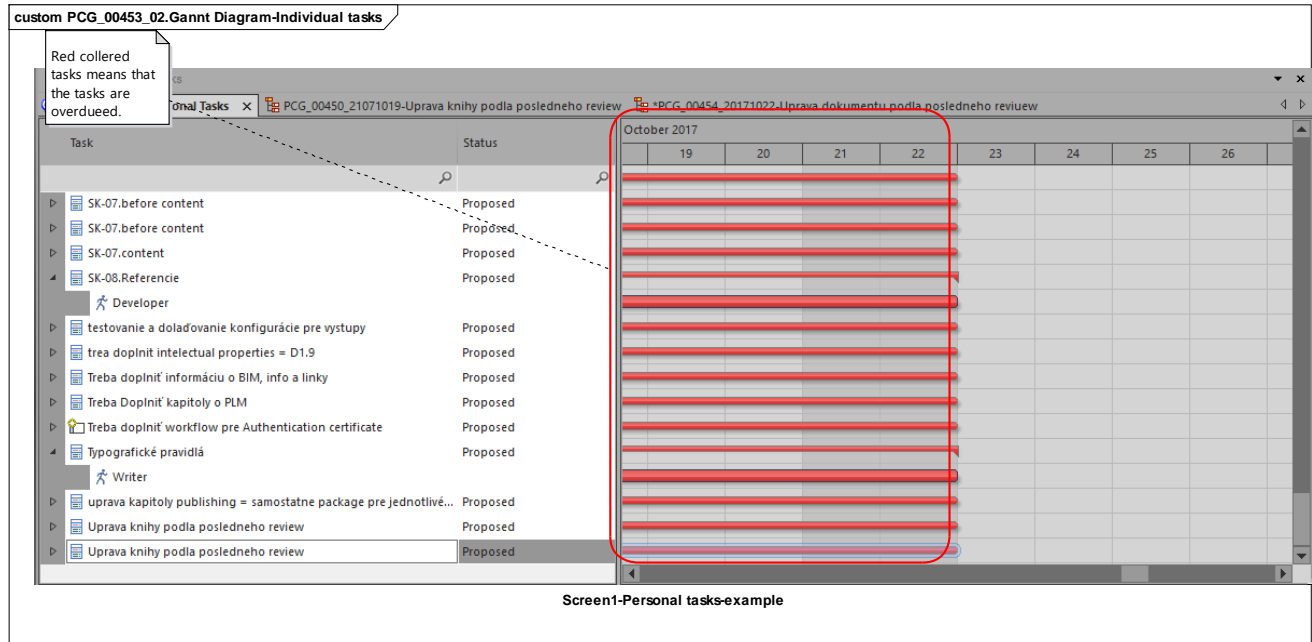 custom PCG_00453_02.Gannt Diagram-Individual tasks
Red collered
tasks means that
the tasks are
overdueed.
ks
onal Tasks PCG_00450_21071019-Uprava knihy podla posledneho review *PCG_00454_20171022-Uprava dokumentu podla posledneho reviuew
Task Status October 2017
19 20 21 22 23 24 25 26
SK-07.before content Proposed
SK-07.before content Proposed
SK-07.content Proposed
SK-08.Referencie Proposed
Developer
testovanie a dolaďovanie konfigurácie pre vystupy Proposed
trea doplnit intelectual properties = D1.9 Proposed
Treba doplniť informáciu o BIM, info a linky Proposed
Treba Doplniť kapitoly o PLM Proposed
Treba doplniť workflow pre Authentication certificate Proposed
Typografické pravidlá Proposed
Writer
uprava kapitoly publishing = samostatne package pre jednotlivé... Proposed
Uprava knihy podla posledneho review Proposed
Uprava knihy podla posledneho review Proposed
Screen1-Personal tasks-example